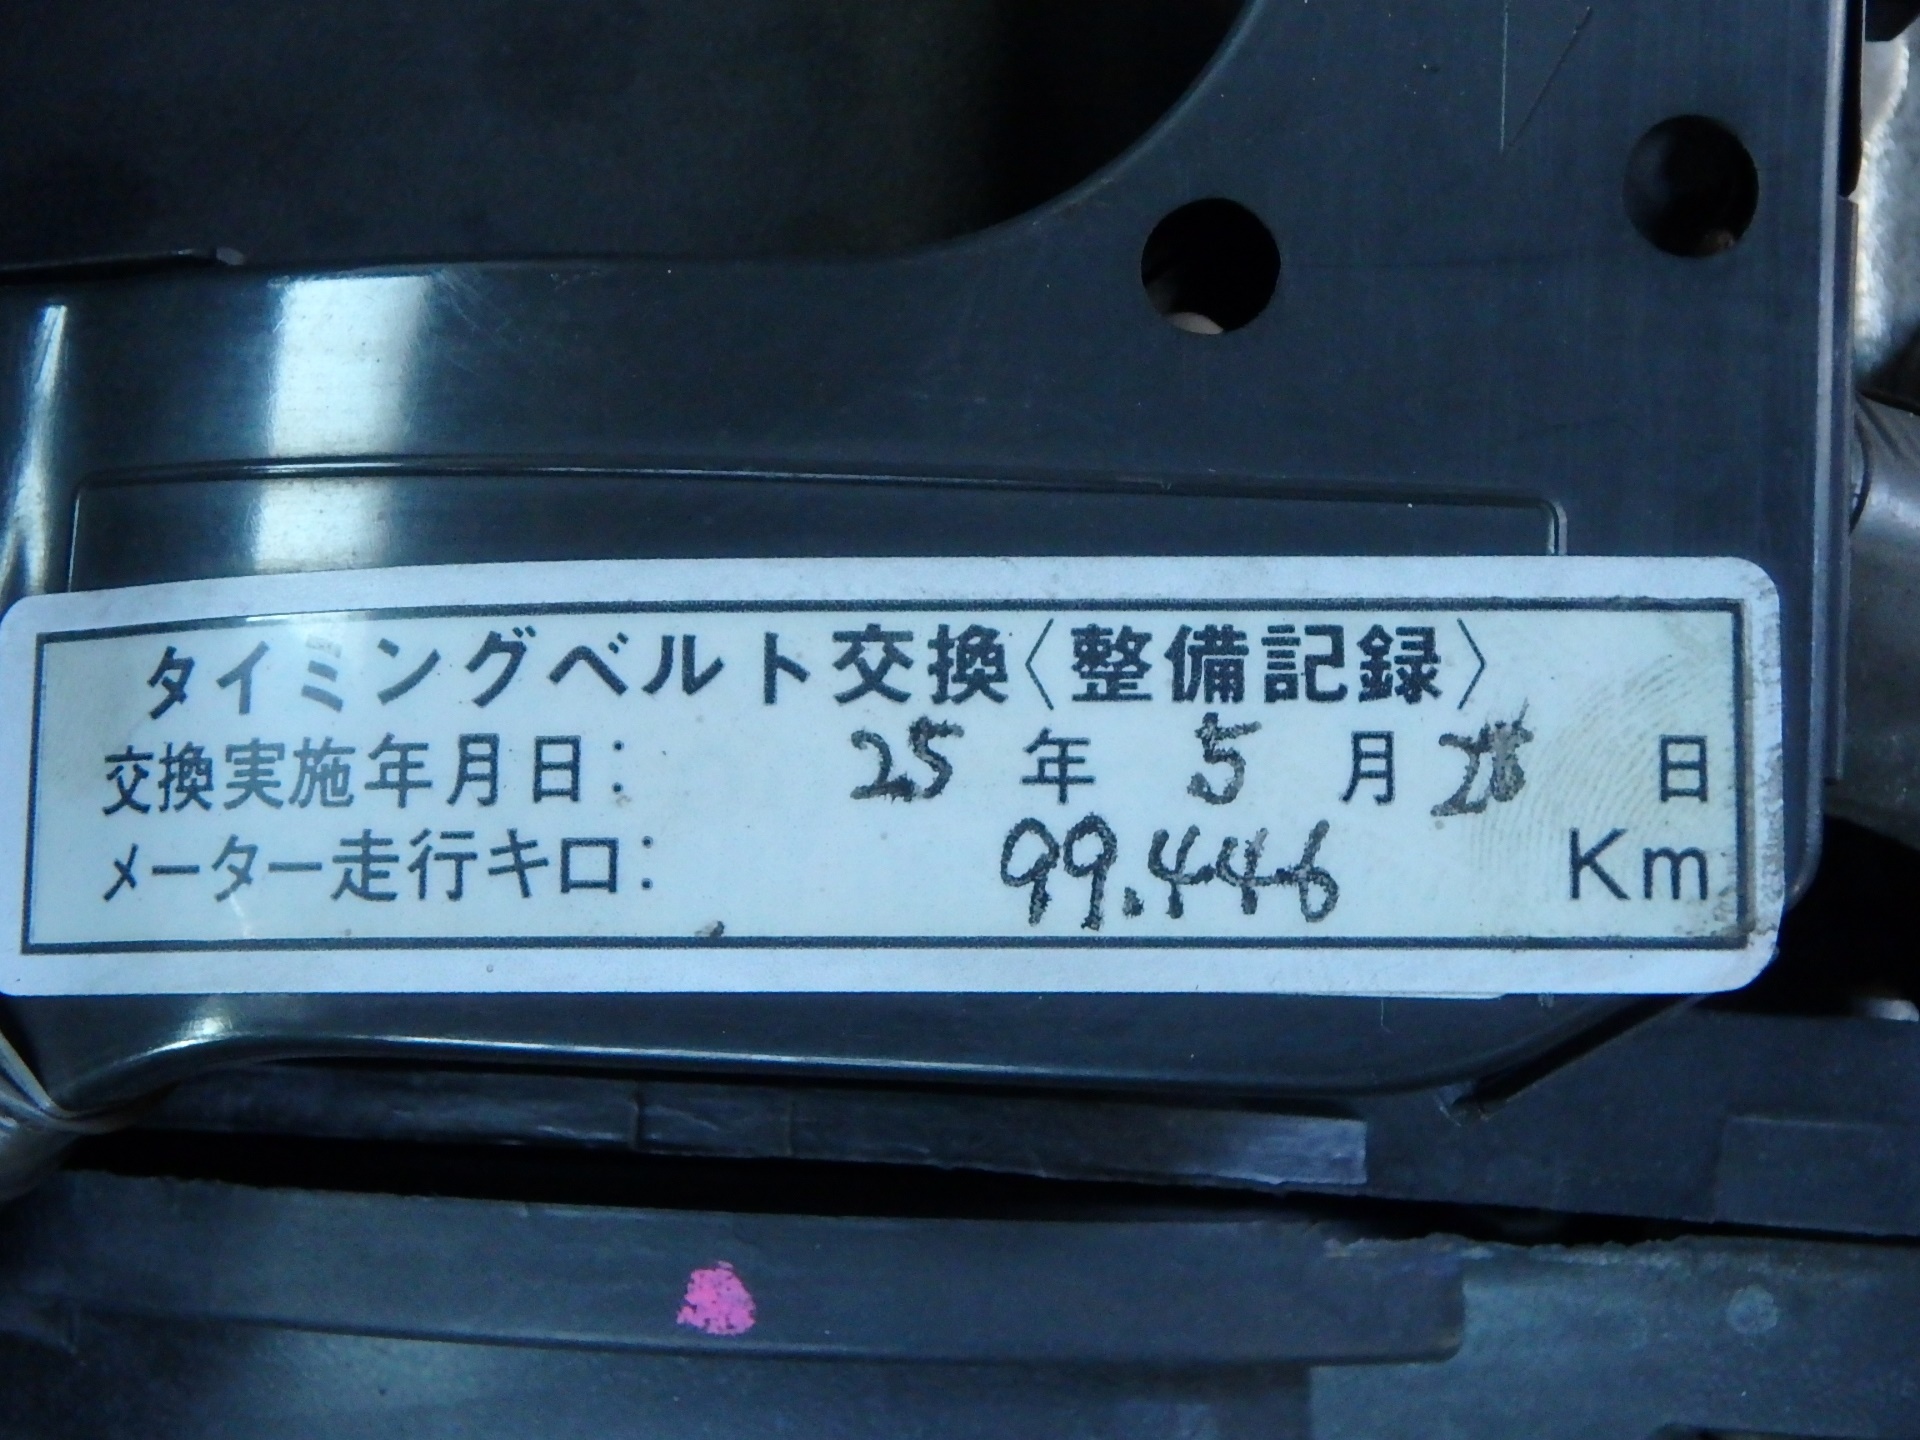 タイミングベルト交換〈整備記録〉
交換実施年月日: 25 年 5 月 28 日
メーター走行キロ: 99.446 Km